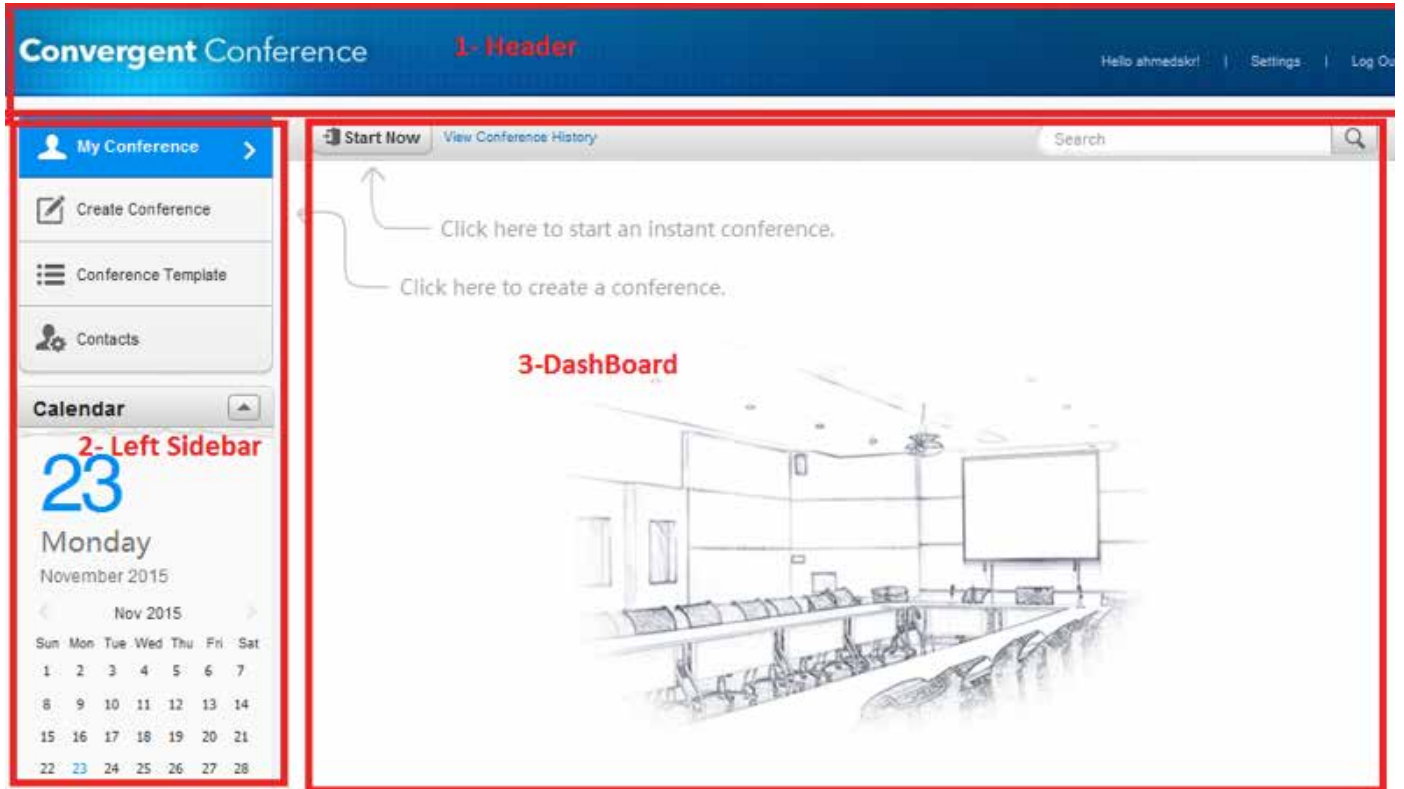 Convergent Conference
1- Header
Hello ahmedskr! | Settings | Log Ou
My Conference
Create Conference
Conference Template
Contacts
Calendar
2- Left Sidebar
23
Monday
November 2015
Nov 2015
Sun Mon Tue Wed Thu Fri Sat
1 2 3 4 5 6 7
8 9 10 11 12 13 14
15 16 17 18 19 20 21
22 23 24 25 26 27 28
Start Now View Conference History Search
Click here to start an instant conference.
Click here to create a conference.
3-DashBoard